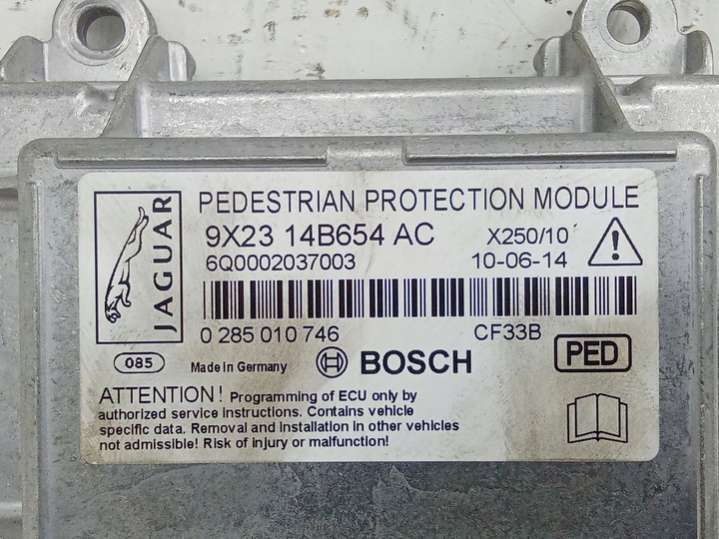 JAGUAR
PEDESTRIAN PROTECTION MODULE
9X23 14B654 AC X250/10
6Q0002037003 10-06-14
0 285 010 746 CF33B
085 Made in Germany BOSCH PED
ATTENTION! Programming of ECU only by
authorized service instructions. Contains vehicle
specific data. Removal and Installation in other vehicles
not admissible! Risk of injury or malfunction!